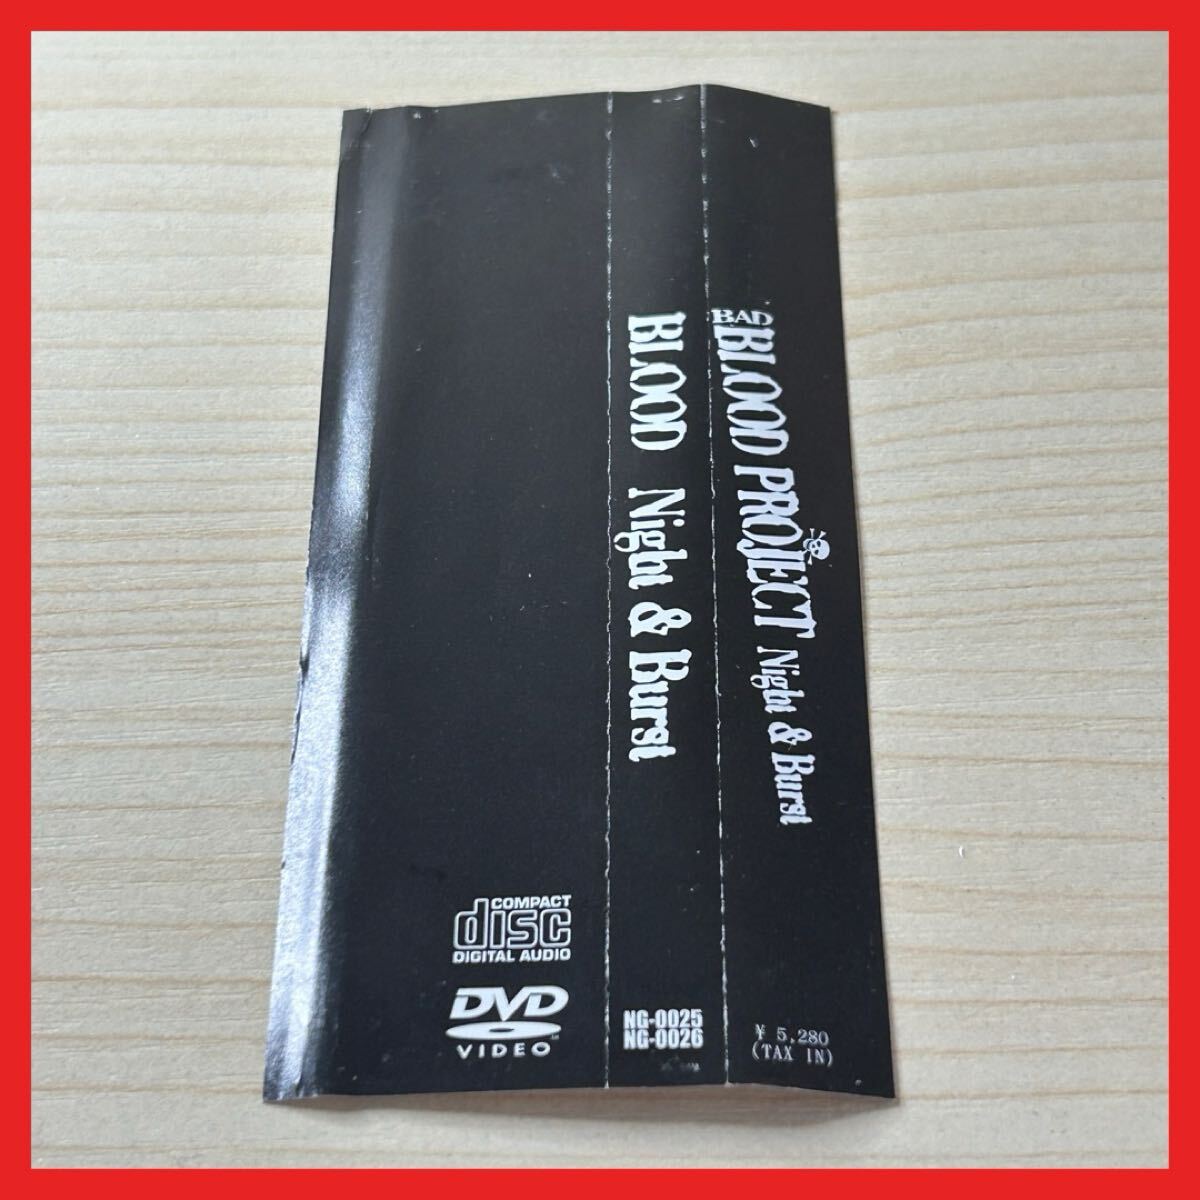 BAD
BLOOD PROJECT Night & Burst
BLOOD Night & Burst
COMPACT
disc
DIGITAL AUDIO
DVD
VIDEO
NG-0025
NG-0026
¥ 5,280
(TAX IN)